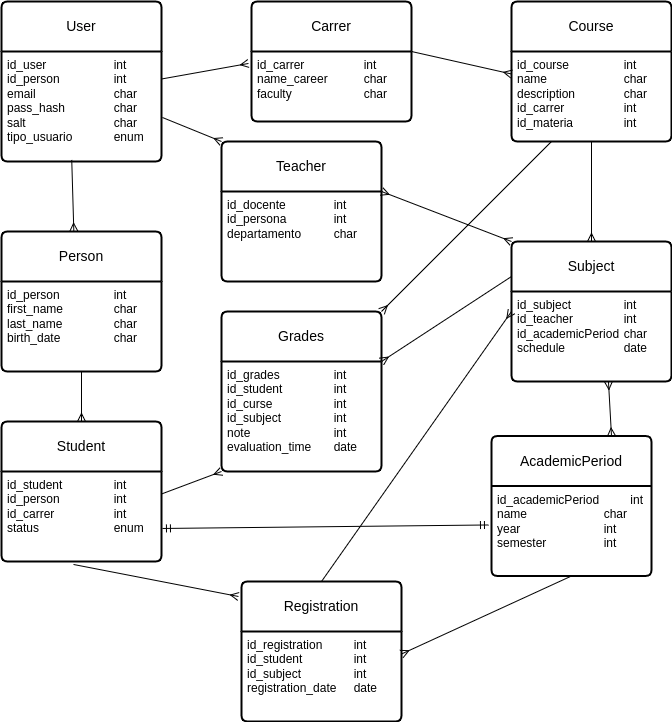 User
id_user int
id_person int
email char
pass_hash char
salt char
tipo_usuario enum
Carrer
id_carrer int
name_career char
faculty char
Course
id_course int
name char
description char
id_carrer int
id_materia int
Teacher
id_docente int
id_persona int
departamento char
Person
id_person int
first_name char
last_name char
birth_date char
Subject
id_subject int
id_teacher int
id_academicPeriod char
schedule date
Grades
id_grades int
id_student int
id_curse int
id_subject int
note int
evaluation_time date
Student
id_student int
id_person int
id_carrer int
status enum
AcademicPeriod
id_academicPeriod int
name char
year int
semester int
Registration
id_registration int
id_student int
id_subject int
registration_date date